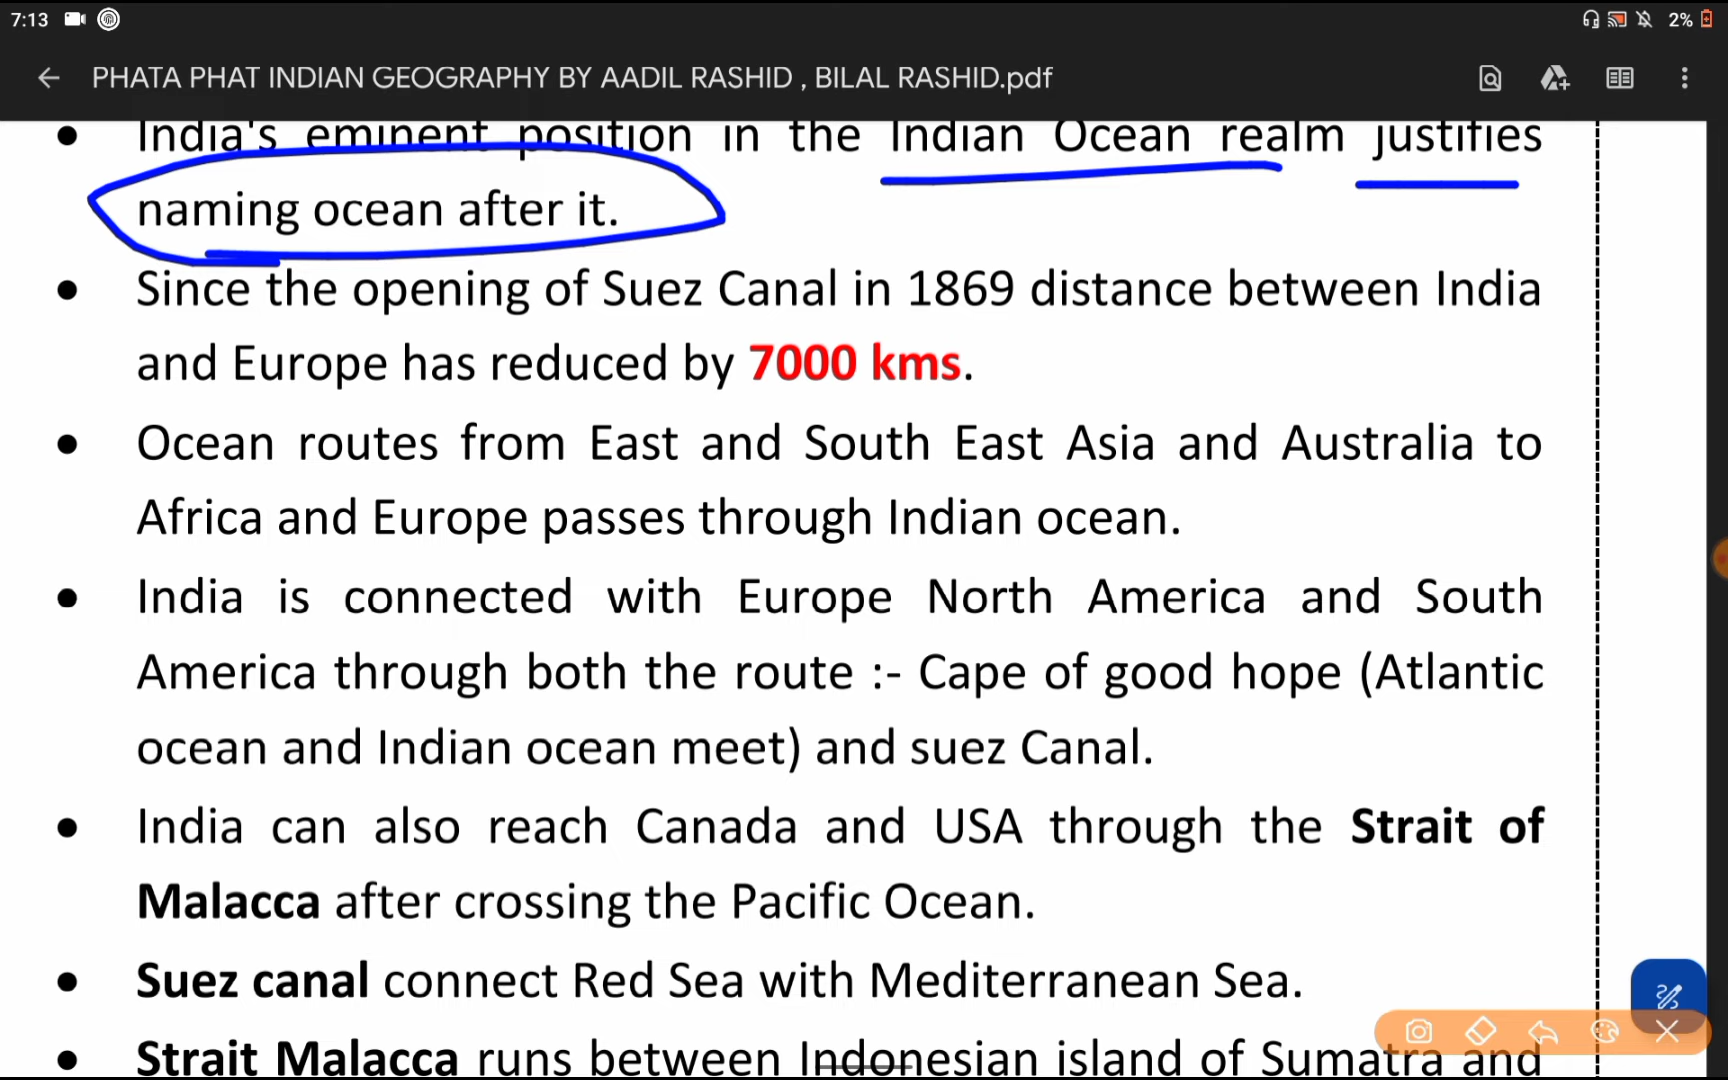 7:13
2%
PHATA PHAT INDIAN GEOGRAPHY BY AADIL RASHID , BILAL RASHID.pdf
• India's eminent position in the Indian Ocean realm justifies
naming ocean after it.
• Since the opening of Suez Canal in 1869 distance between India
and Europe has reduced by 7000 kms.
• Ocean routes from East and South East Asia and Australia to
Africa and Europe passes through Indian ocean.
• India is connected with Europe North America and South
America through both the route :- Cape of good hope (Atlantic
ocean and Indian ocean meet) and suez Canal.
• India can also reach Canada and USA through the Strait of
Malacca after crossing the Pacific Ocean.
• Suez canal connect Red Sea with Mediterranean Sea.
• Strait Malacca runs between Indonesian island of Sumatra and